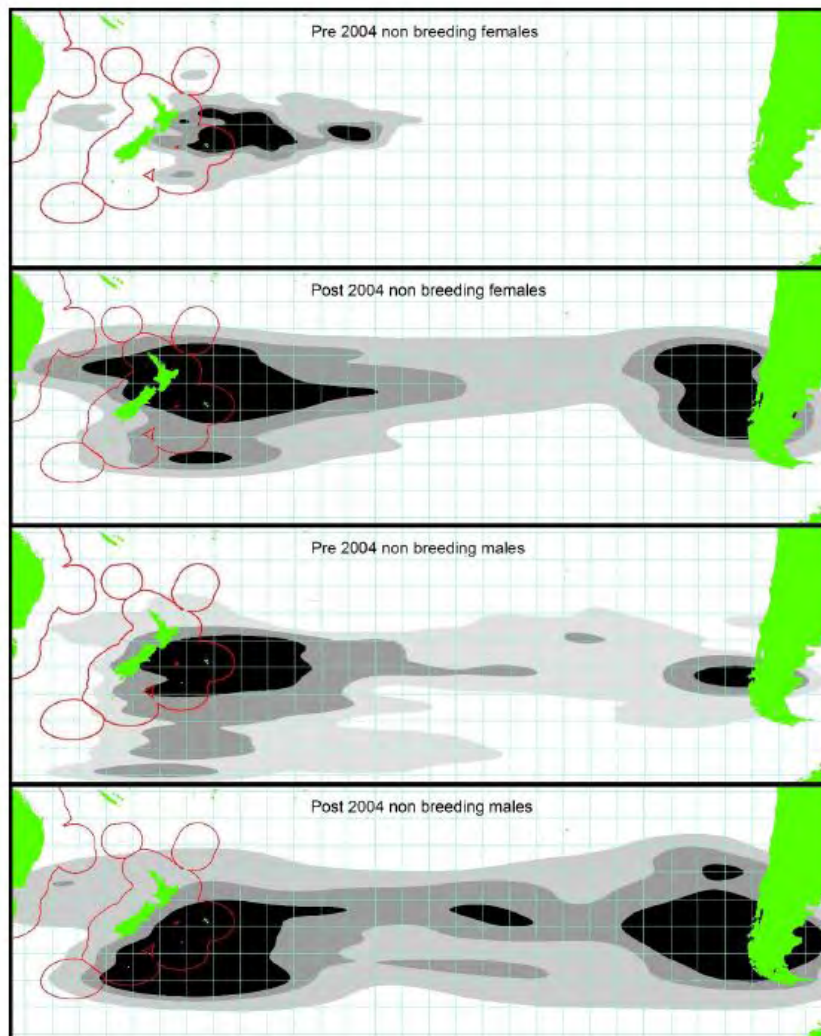 Pre 2004 non breeding females
Post 2004 non breeding females
Pre 2004 non breeding males
Post 2004 non breeding males